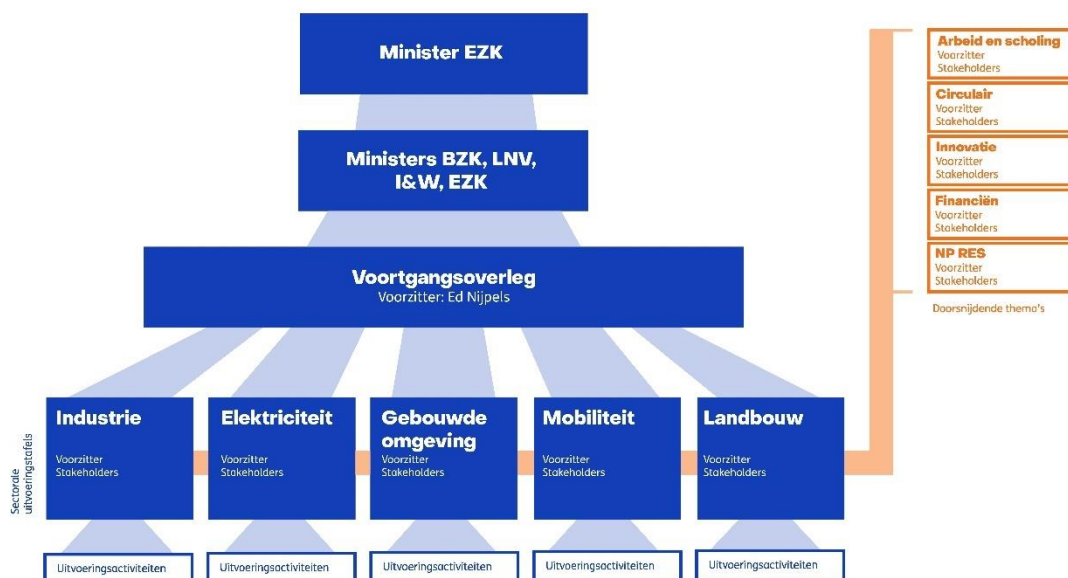 Minister EZK
Ministers BZK, LNV,
I&W, EZK
Voortgangsoverleg
Voorzitter: Ed Nijpels
Sectorale
uitvoeringstafels
Industrie
Voorzitter
Stakeholders
Elektriciteit
Voorzitter
Stakeholders
Gebouwde
omgeving
Voorzitter
Stakeholders
Mobiliteit
Voorzitter
Stakeholders
Landbouw
Voorzitter
Stakeholders
Uitvoeringsactiviteiten
Uitvoeringsactiviteiten
Uitvoeringsactiviteiten
Uitvoeringsactiviteiten
Uitvoeringsactiviteiten
Arbeid en scholing
Voorzitter
Stakeholders
Circulair
Voorzitter
Stakeholders
Innovatie
Voorzitter
Stakeholders
Financiën
Voorzitter
Stakeholders
NP RES
Voorzitter
Stakeholders
Doorsnijdende thema's